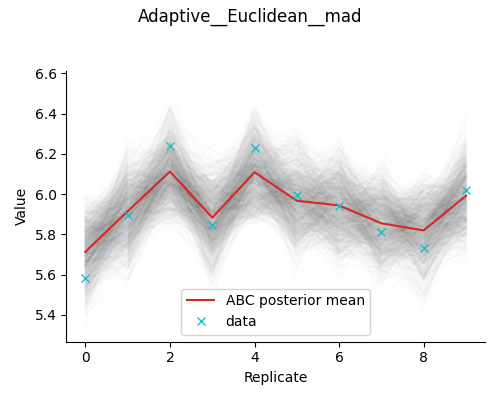 Adaptive__Euclidean__mad
6.6
6.4
6.2
6.0
5.8
5.6
5.4
Value
0
2
4
6
8
Replicate
ABC posterior mean
data